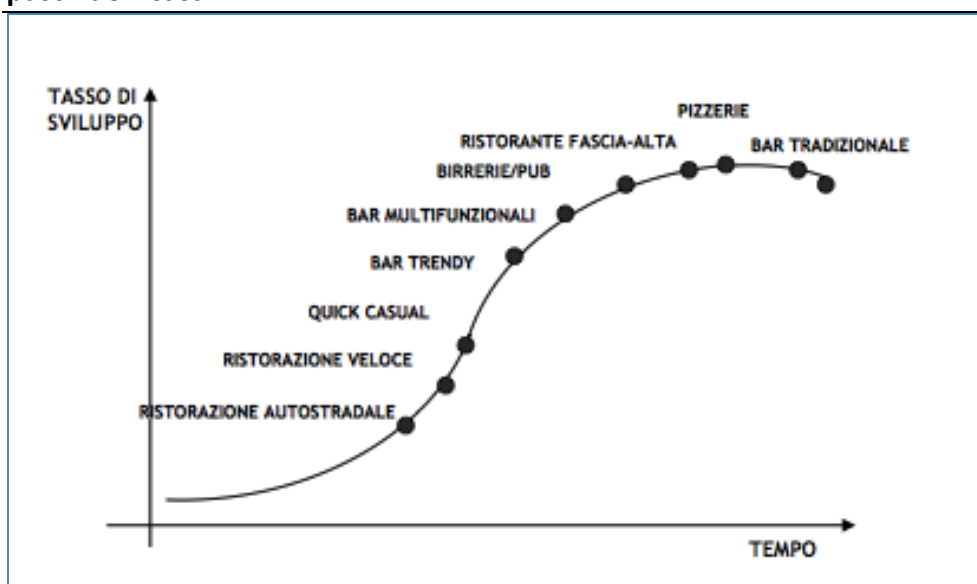 TASSO DI
SVILUPPO
PIZZERIE
RISTORANTE FASCIA-ALTA
BAR TRADIZIONALE
BIRRERIE/PUB
BAR MULTIFUNZIONALI
BAR TRENDY
QUICK CASUAL
RISTORAZIONE VELOCE
RISTORAZIONE AUTOSTRADALE
TEMPO